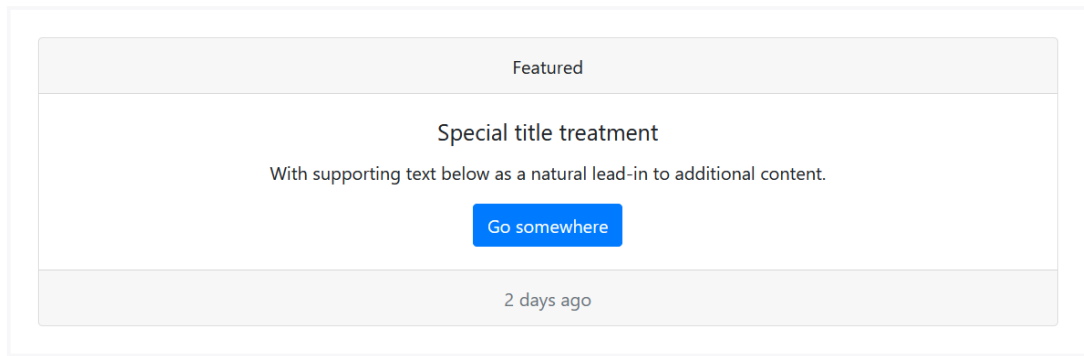 Featured
Special title treatment
With supporting text below as a natural lead-in to additional content.
Go somewhere
2 days ago